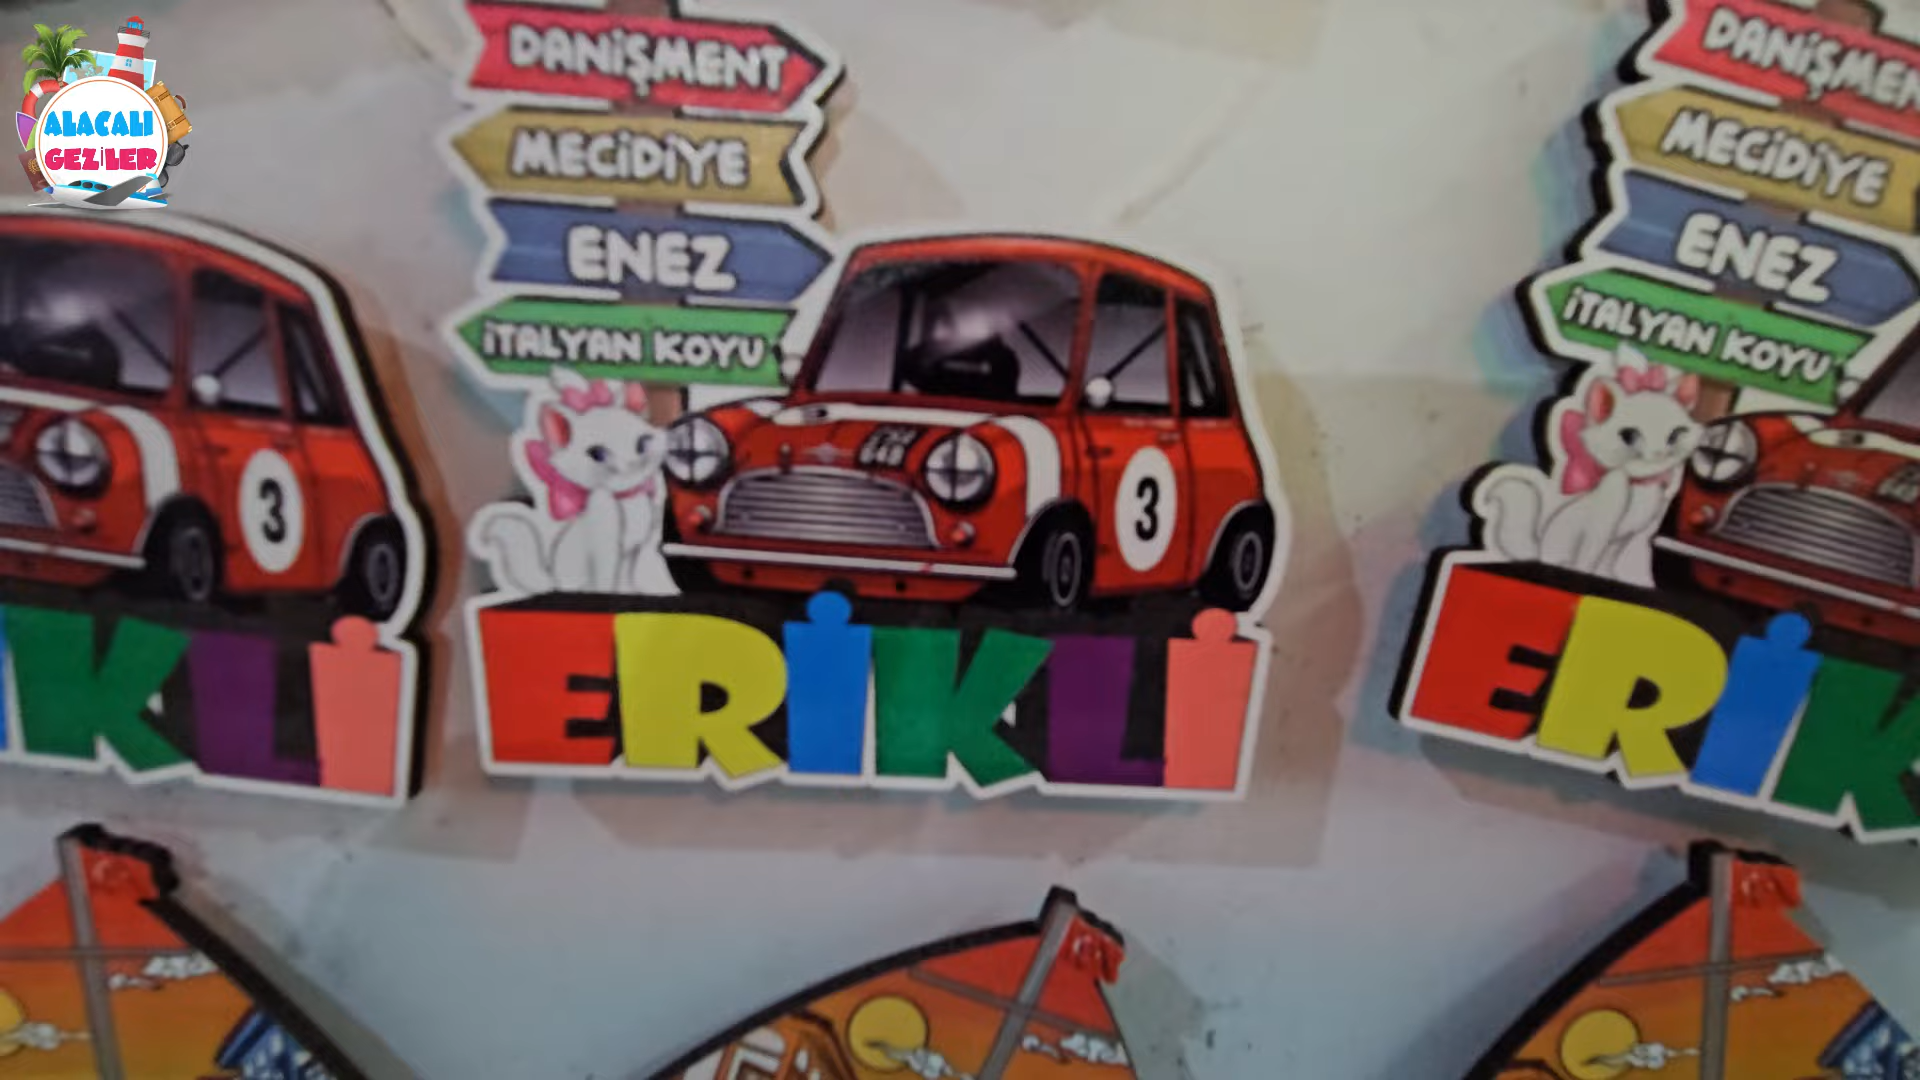 ALACALI
GEZİLER
DANİŞMENT
MECİDİYE
ENEZ
İTALYAN KOYU
3
ERİKLİ
3
KLİ
DANİŞMEN
MECİDİYE
ENEZ
İTALYAN KOYU
ERİK